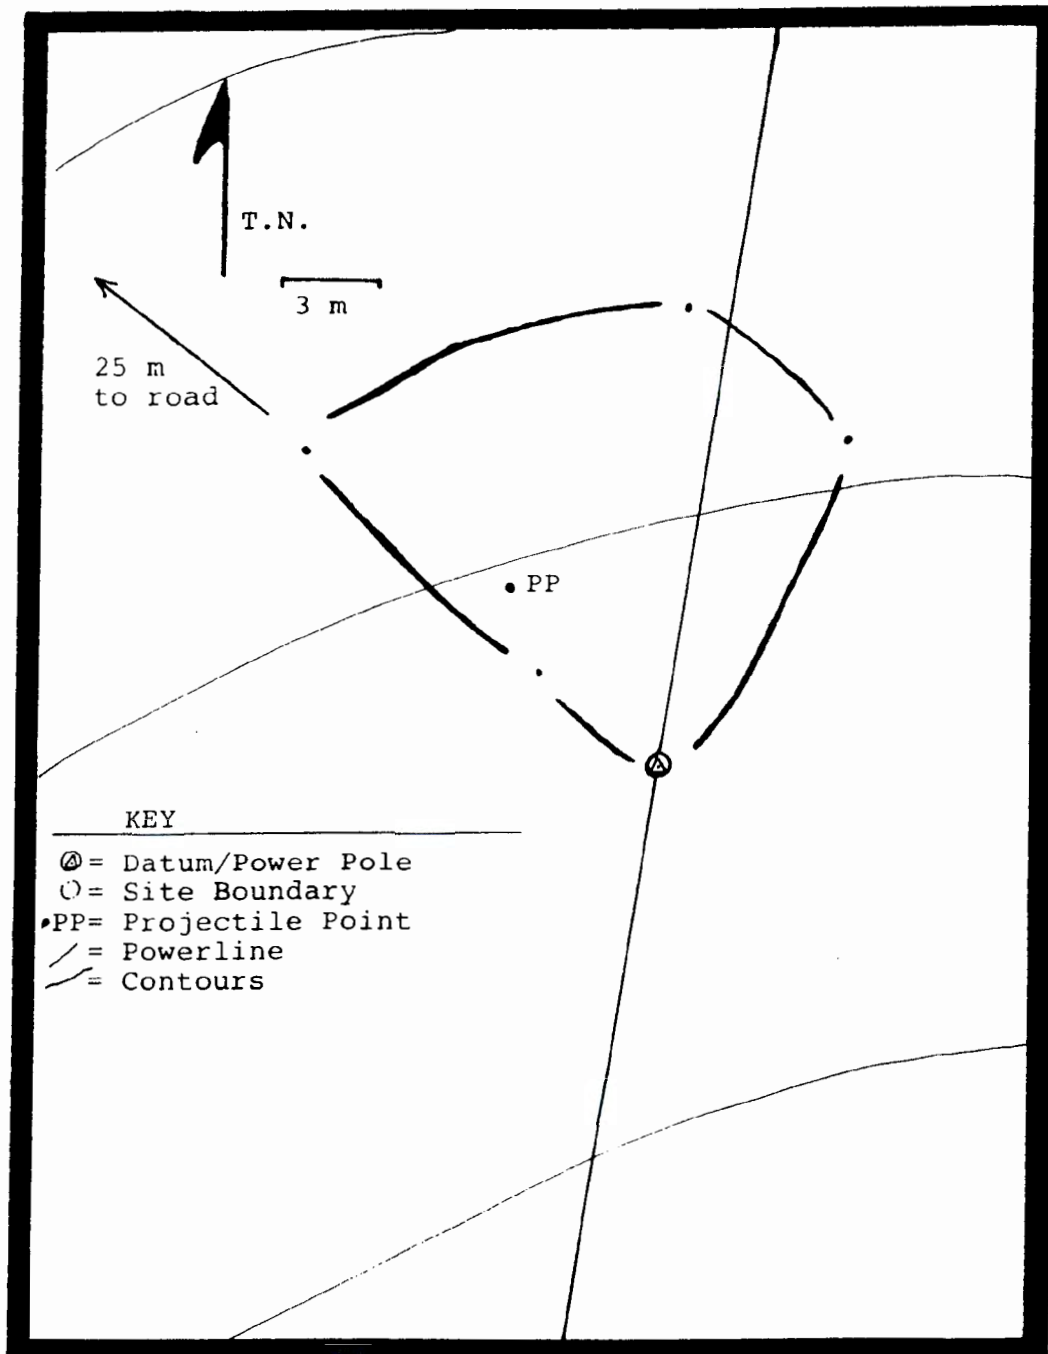 T.N.
3 m
25 m
to road
PP
KEY
= Datum/Power Pole
= Site Boundary
•PP= Projectile Point
= Powerline
= Contours